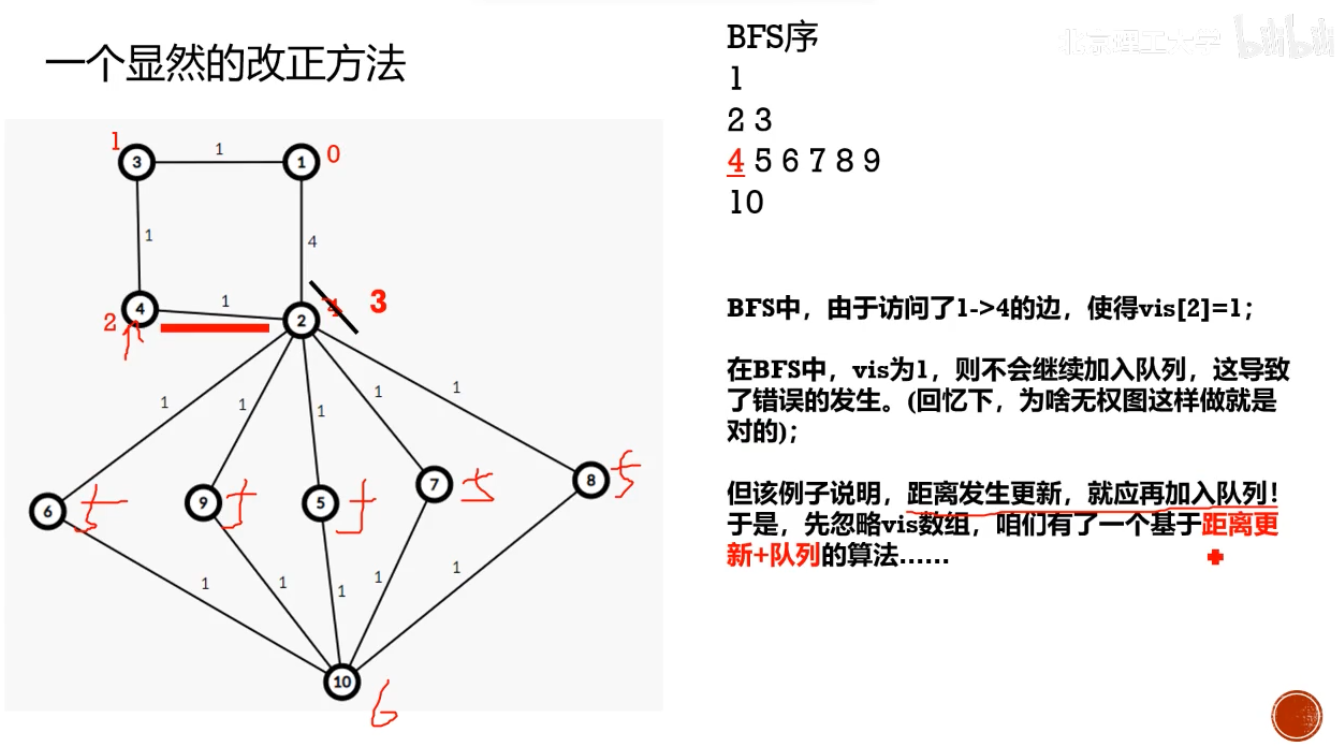 一个显然的改正方法
BFS序
1
2 3
4 5 6 7 8 9
10
北京理工大学 bilibili
1 3 1 1 0
1 4
2 4 1 2 3
1 1 1 1 1
6 5 9 5 5 5 7 5 8 5
1 1 1 1 1
10 6
BFS中，由于访问了1->4的边，使得vis[2]=1；
在BFS中，vis为1，则不会继续加入队列，这导致
了错误的发生。(回忆下，为啥无权图这样做就是
对的)；
但该例子说明，距离发生更新，就应再加入队列！
于是，先忽略vis数组，咱们有了一个基于距离更
新+队列的算法……